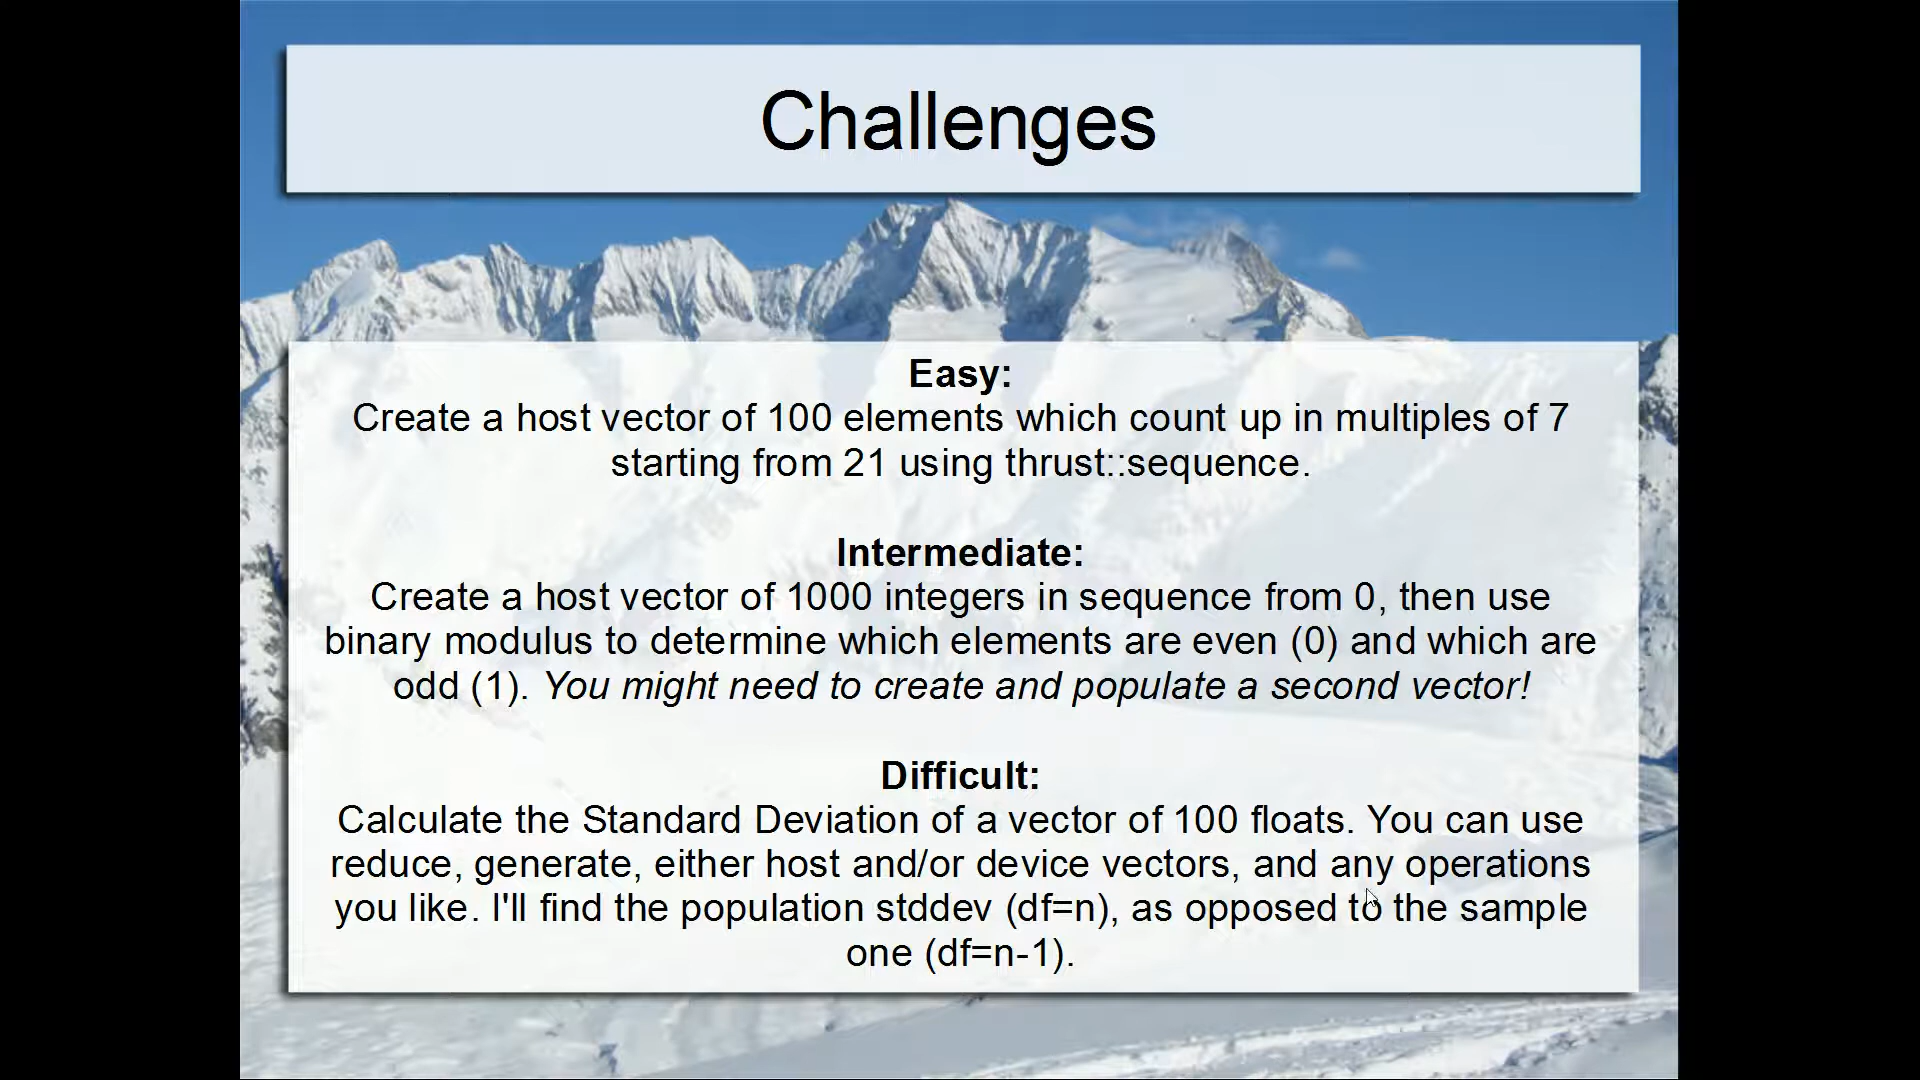 Challenges
Easy:
Create a host vector of 100 elements which count up in multiples of 7
starting from 21 using thrust::sequence.
Intermediate:
Create a host vector of 1000 integers in sequence from 0, then use
binary modulus to determine which elements are even (0) and which are
odd (1). You might need to create and populate a second vector!
Difficult:
Calculate the Standard Deviation of a vector of 100 floats. You can use
reduce, generate, either host and/or device vectors, and any operations
you like. I'll find the population stddev (df=n), as opposed to the sample
one (df=n-1).